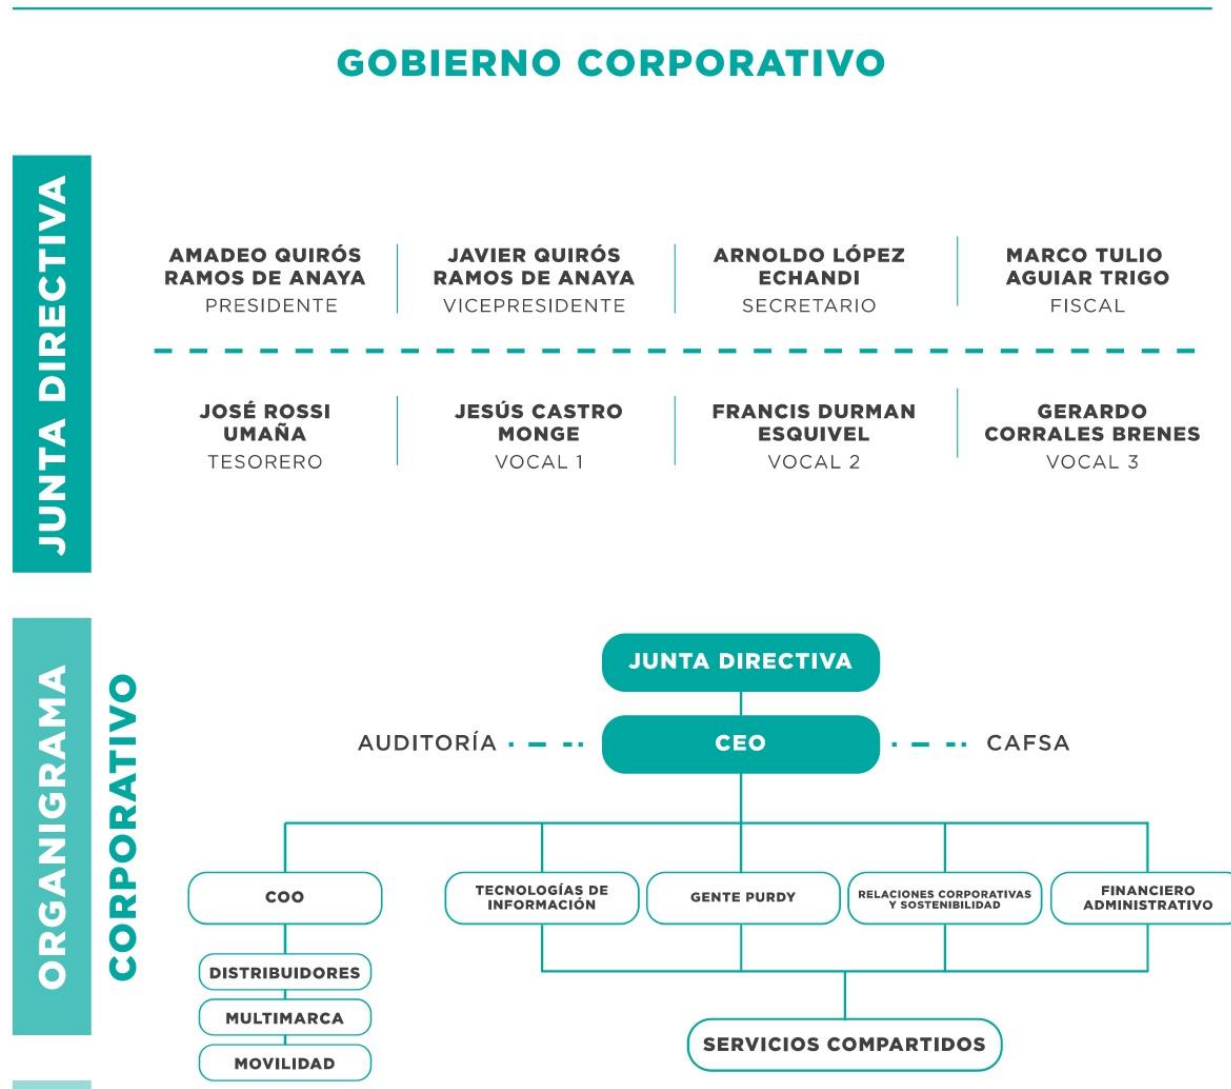 GOBIERNO CORPORATIVO
JUNTA DIRECTIVA
AMADEO QUIRÓS
RAMOS DE ANAYA
PRESIDENTE
JAVIER QUIRÓS
RAMOS DE ANAYA
VICEPRESIDENTE
ARNOLDO LÓPEZ
ECHANDI
SECRETARIO
MARCO TULIO
AGUIAR TRIGO
FISCAL
JOSÉ ROSSI
UMAÑA
TESORERO
JESÚS CASTRO
MONGE
VOCAL 1
FRANCIS DURMAN
ESQUIVEL
VOCAL 2
GERARDO
CORRALES BRENES
VOCAL 3
ORGANIGRAMA
CORPORATIVO
JUNTA DIRECTIVA
AUDITORÍA
CEO
CAFSA
COO
TECNOLOGÍAS DE
INFORMACIÓN
GENTE PURDY
RELACIONES CORPORATIVAS
Y SOSTENIBILIDAD
FINANCIERO
ADMINISTRATIVO
DISTRIBUIDORES
MULTIMARCA
MOVILIDAD
SERVICIOS COMPARTIDOS